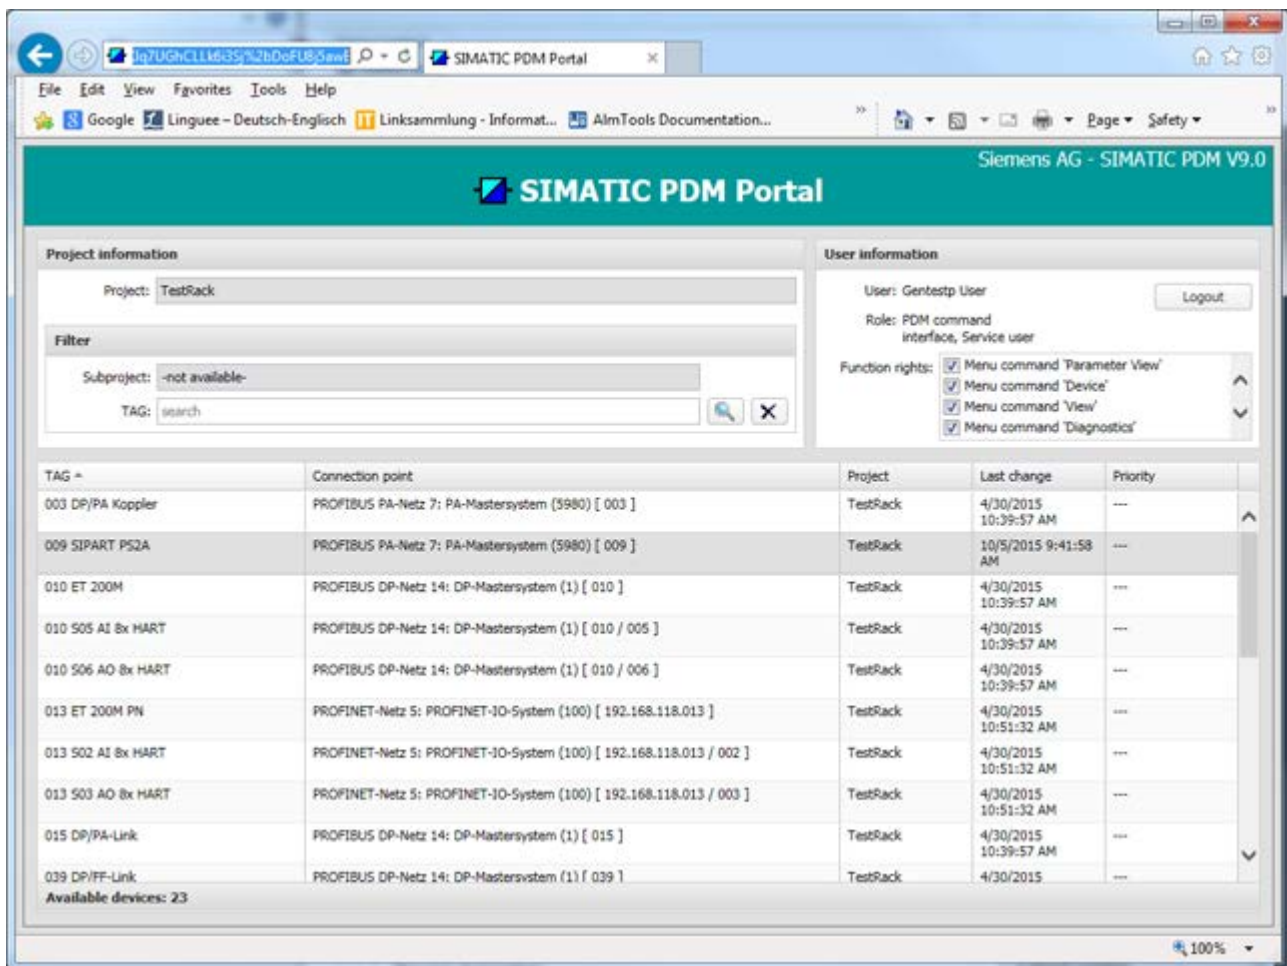 SIMATIC PDM Portal
File Edit View Favorites Tools Help
Google Linguee – Deutsch-Englisch Linksammlung - Informat... AlmTools Documentation...
Page Safety
Siemens AG - SIMATIC PDM V9.0
SIMATIC PDM Portal
Project information
Project: TestRack
Filter
Subproject: -not available-
TAG: search
User information
User: Gentestp User
Logout
Role: PDM command
interface, Service user
Function rights: Menu command 'Parameter View'
Menu command 'Device'
Menu command 'View'
Menu command 'Diagnostics'
TAG Connection point Project Last change Priority
003 DP/PA Koppler PROFIBUS PA-Netz 7: PA-Mastersystem (5980) [ 003 ] TestRack 4/30/2015 ---
10:39:57 AM
009 SIPART PS2A PROFIBUS PA-Netz 7: PA-Mastersystem (5980) [ 009 ] TestRack 10/5/2015 9:41:58 ---
AM
010 ET 200M PROFIBUS DP-Netz 14: DP-Mastersystem (1) [ 010 ] TestRack 4/30/2015 ---
10:39:57 AM
010 S05 AI 8x HART PROFIBUS DP-Netz 14: DP-Mastersystem (1) [ 010 / 005 ] TestRack 4/30/2015 ---
10:39:57 AM
010 S06 AO 8x HART PROFIBUS DP-Netz 14: DP-Mastersystem (1) [ 010 / 006 ] TestRack 4/30/2015 ---
10:39:57 AM
013 ET 200M PN PROFINET-Netz 5: PROFINET-IO-System (100) [ 192.168.118.013 ] TestRack 4/30/2015 ---
10:51:32 AM
013 S02 AI 8x HART PROFINET-Netz 5: PROFINET-IO-System (100) [ 192.168.118.013 / 002 ] TestRack 4/30/2015 ---
10:51:32 AM
013 S03 AO 8x HART PROFINET-Netz 5: PROFINET-IO-System (100) [ 192.168.118.013 / 003 ] TestRack 4/30/2015 ---
10:51:32 AM
015 DP/PA-Link PROFIBUS DP-Netz 14: DP-Mastersystem (1) [ 015 ] TestRack 4/30/2015 ---
10:39:57 AM
039 DP/FF-Link PROFIBUS DP-Netz 14: DP-Mastersystem (1) [ 039 ] TestRack 4/30/2015 ---
Available devices: 23
100%